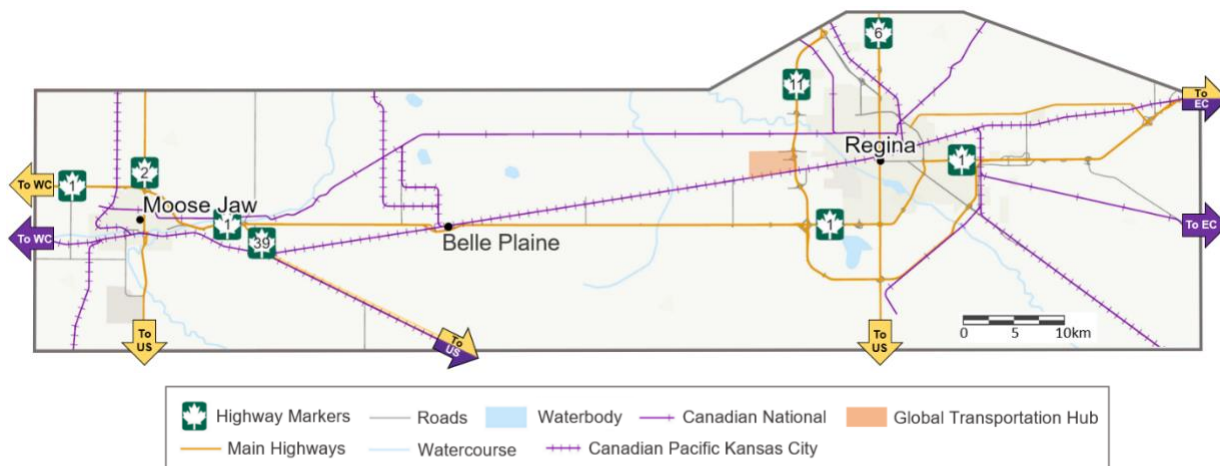 6
11
To
EC
Regina
1
2
To WC
1
Moose Jaw
1
To WC
39
Belle Plaine
1
To EC
0 5 10km
To
US
To
US
To
US
Highway Markers
Roads
Waterbody
Canadian National
Global Transportation Hub
Main Highways
Watercourse
Canadian Pacific Kansas City